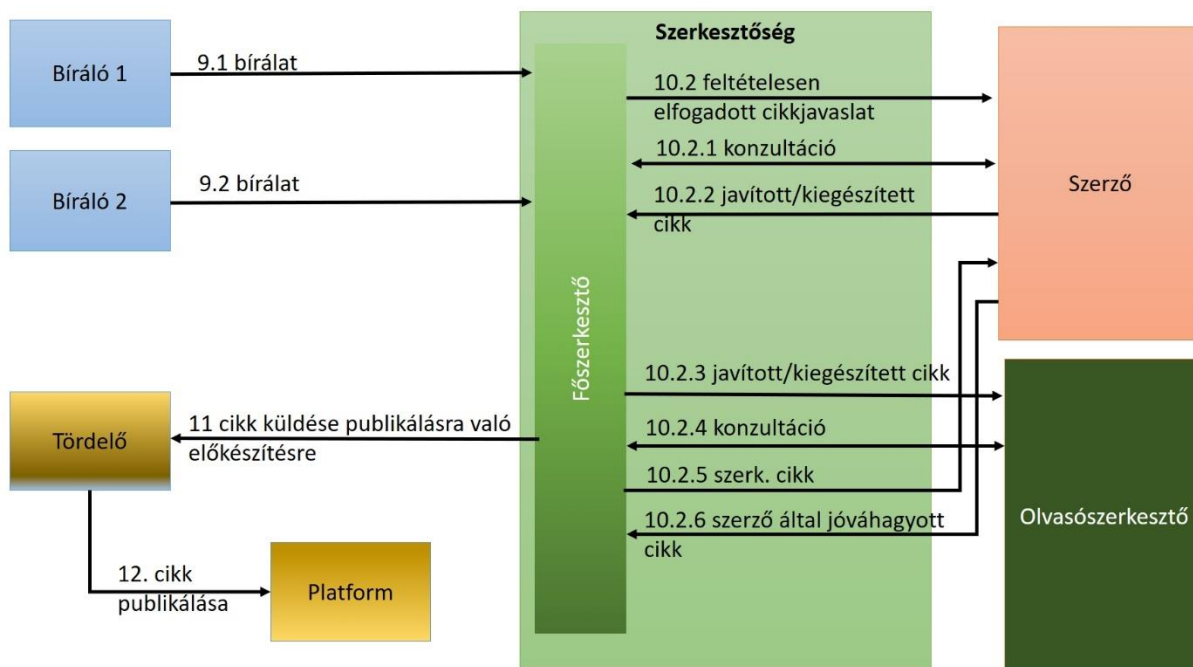 Szerkesztőség
Bíráló 1
9.1 bírálat
10.2 feltételesen
elfogadott cikkjavaslat
10.2.1 konzultáció
Bíráló 2
9.2 bírálat
10.2.2 javított/kiegészített
cikk
Szerző
Főszerkesztő
10.2.3 javított/kiegészített cikk
Tördelő
11 cikk küldése publikálásra való
előkészítésre
10.2.4 konzultáció
10.2.5 szerk. cikk
10.2.6 szerző által jóváhagyott
cikk
Olvasószerkesztő
12. cikk
publikálása
Platform